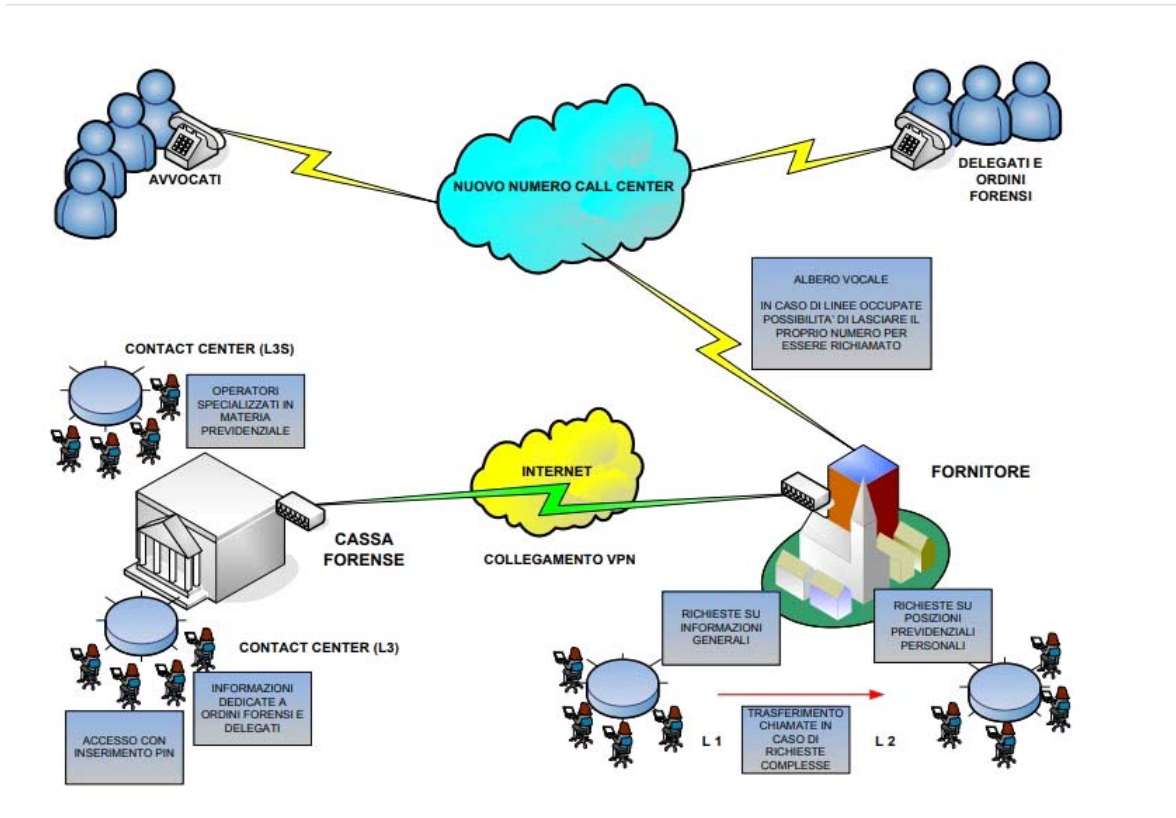 AVVOCATI
NUOVO NUMERO CALL CENTER
DELEGATI E
ORDINI
FORENSI
ALBERO VOCALE
IN CASO DI LINEE OCCUPATE
POSSIBILITA' DI LASCIARE IL
PROPRIO NUMERO PER
ESSERE RICHIAMATO
CONTACT CENTER (L3S)
OPERATORI
SPECIALIZZATI IN
MATERIA
PREVIDENZIALE
INTERNET
FORNITORE
CASSA
FORENSE
COLLEGAMENTO VPN
RICHIESTE SU
INFORMAZIONI
GENERALI
RICHIESTE SU
POSIZIONI
PREVIDENZIALI
PERSONALI
CONTACT CENTER (L3)
INFORMAZIONI
DEDICATE A
ORDINI FORENSI E
DELEGATI
ACCESSO CON
INSERIMENTO PIN
L 1
TRASFERIMENTO
CHIAMATE IN
CASO DI
RICHIESTE
COMPLESSE
L 2